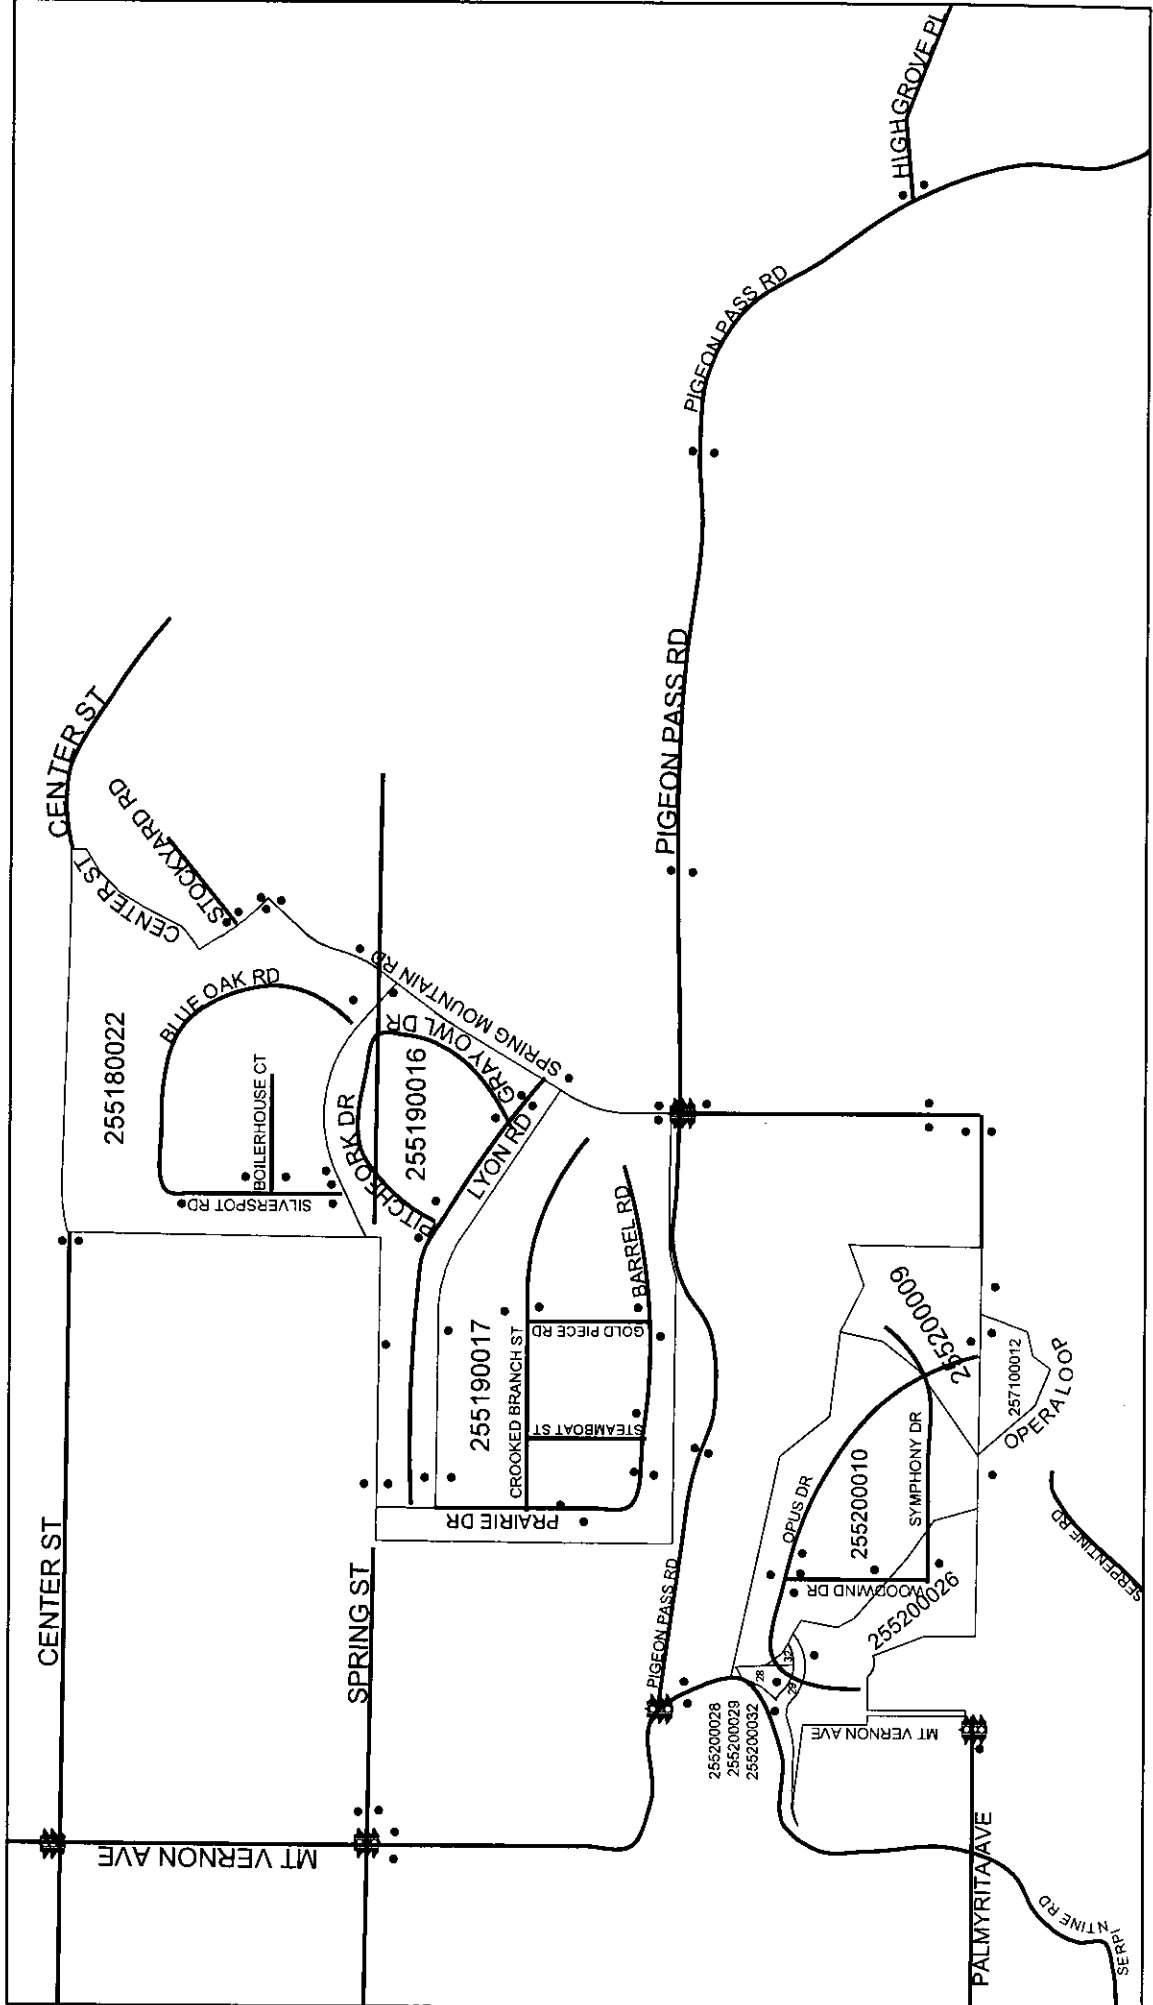 HIGHGROVE PL
PIGEON PASS RD
CENTER ST
STOCKYARD RD
CENTER ST
PIGEON PASS RD
BLUE OAK RD
255180022
BOILERHOUSE CT
SILVERSPOT RD
SPRING MOUNTAIN RD
GRAY OWL DR
255190016
PITCHFORK DR
LYON RD
BARREL RD
GOLD PIECE RD
255190017
CROOKED BRANCH ST
STEAMBOAT ST
PRAIRIE DR
255200009
257100012
OPERA LOOP
OPUS DR
255200010
SYMPHONY DR
WOODWIND DR
255200026
SERPENTINE RD
CENTER ST
SPRING ST
PIGEON PASS RD
28
32
29
255200028
255200029
255200032
MT VERNON AVE
MT VERNON AVE
PALMYRITA AVE
SERPINTINE RD